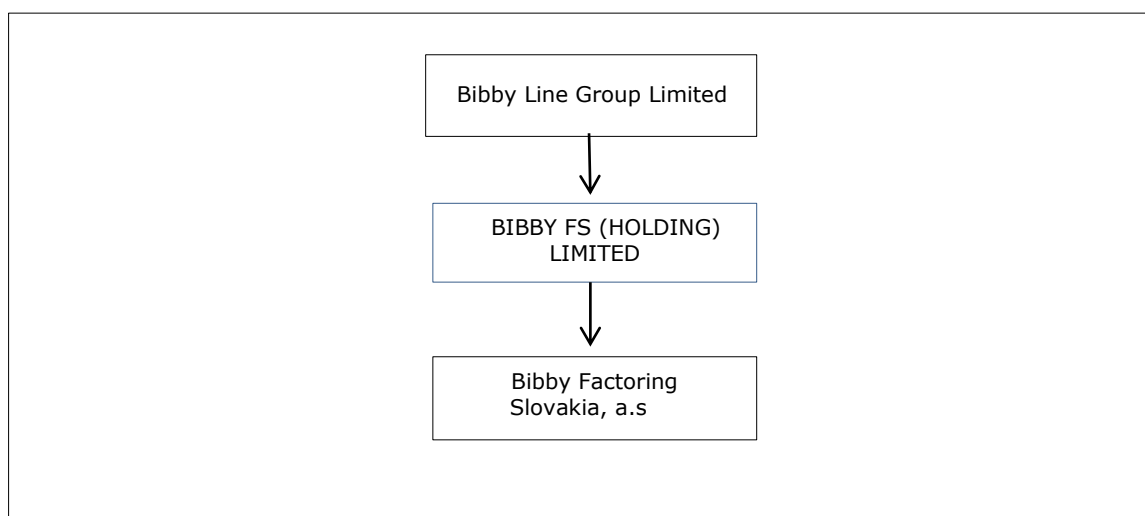 Bibby Line Group Limited
BIBBY FS (HOLDING)
LIMITED
Bibby Factoring
Slovakia, a.s